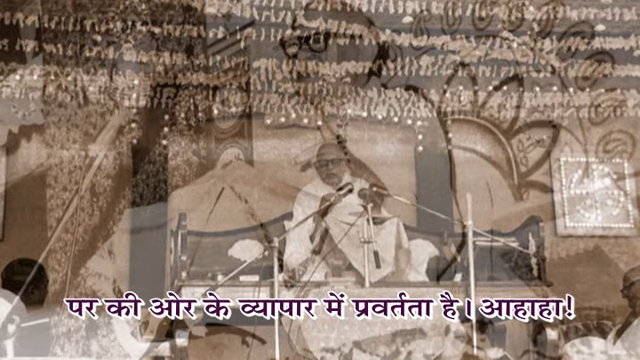 पर की ओर के व्यापार में प्रवर्तता है। आहाहा!